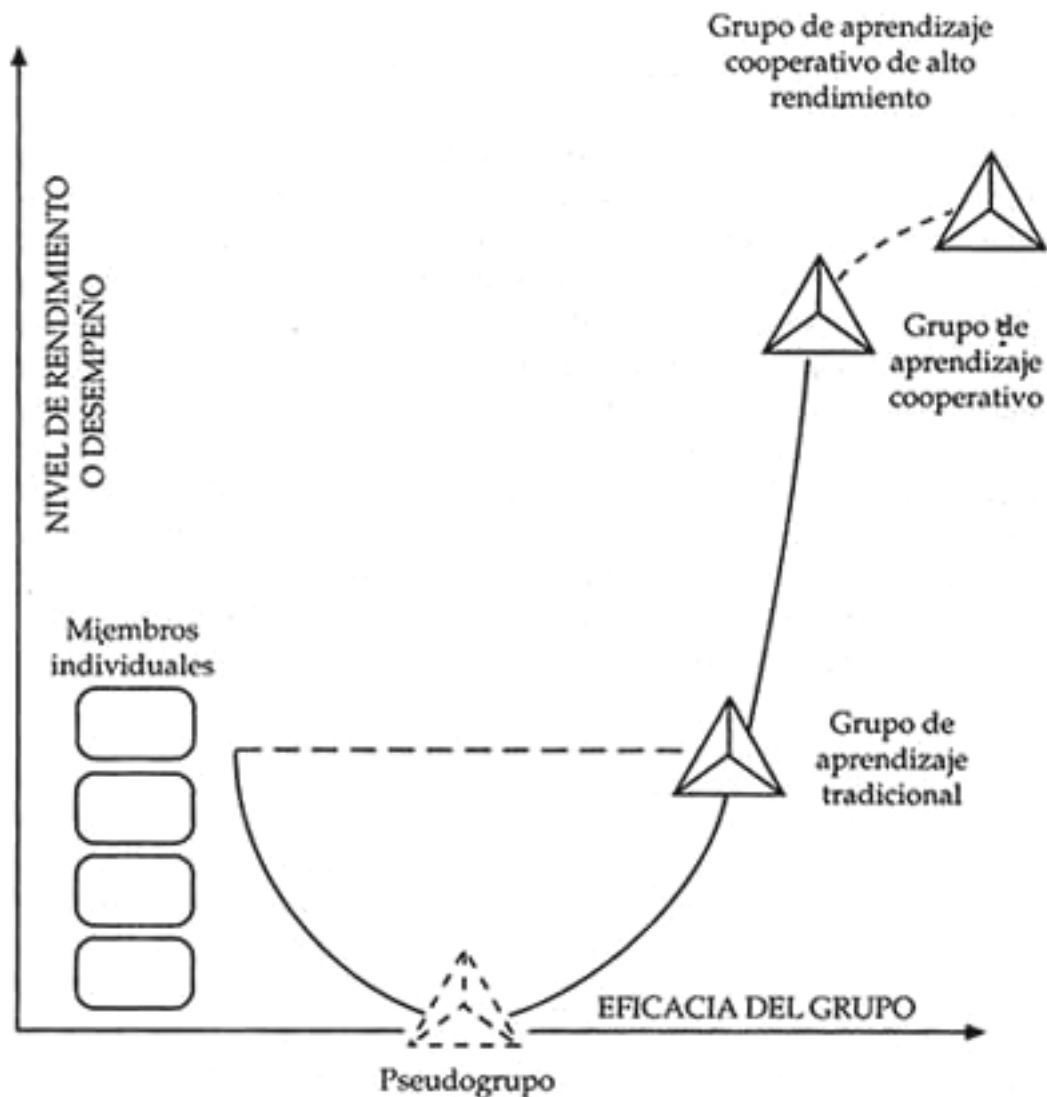 Grupo de aprendizaje
cooperativo de alto
rendimiento
NIVEL DE RENDIMIENTO
O DESEMPEÑO
Grupo de
aprendizaje
cooperativo
Miembros
individuales
Grupo de
aprendizaje
tradicional
EFICACIA DEL GRUPO
Pseudogrupo